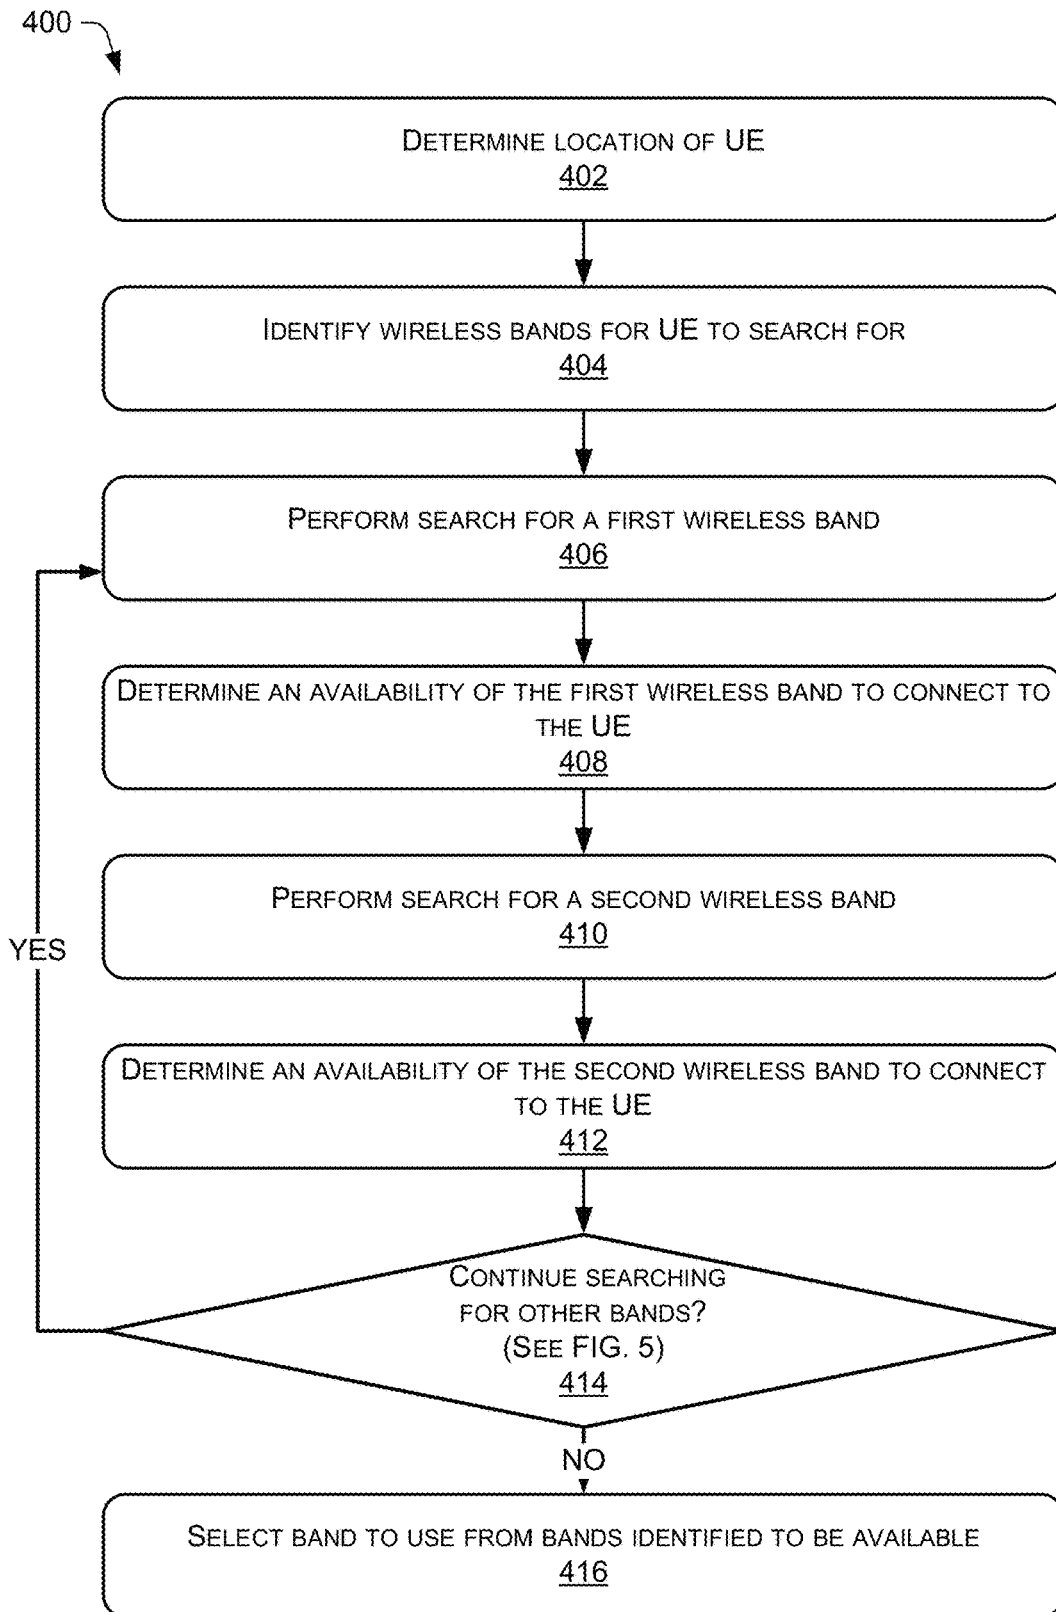 400
DETERMINE LOCATION OF UE
402
IDENTIFY WIRELESS BANDS FOR UE TO SEARCH FOR
404
PERFORM SEARCH FOR A FIRST WIRELESS BAND
406
DETERMINE AN AVAILABILITY OF THE FIRST WIRELESS BAND TO CONNECT TO
THE UE
408
PERFORM SEARCH FOR A SECOND WIRELESS BAND
410
YES
DETERMINE AN AVAILABILITY OF THE SECOND WIRELESS BAND TO CONNECT
TO THE UE
412
CONTINUE SEARCHING
FOR OTHER BANDS?
(SEE FIG. 5)
414
NO
SELECT BAND TO USE FROM BANDS IDENTIFIED TO BE AVAILABLE
416